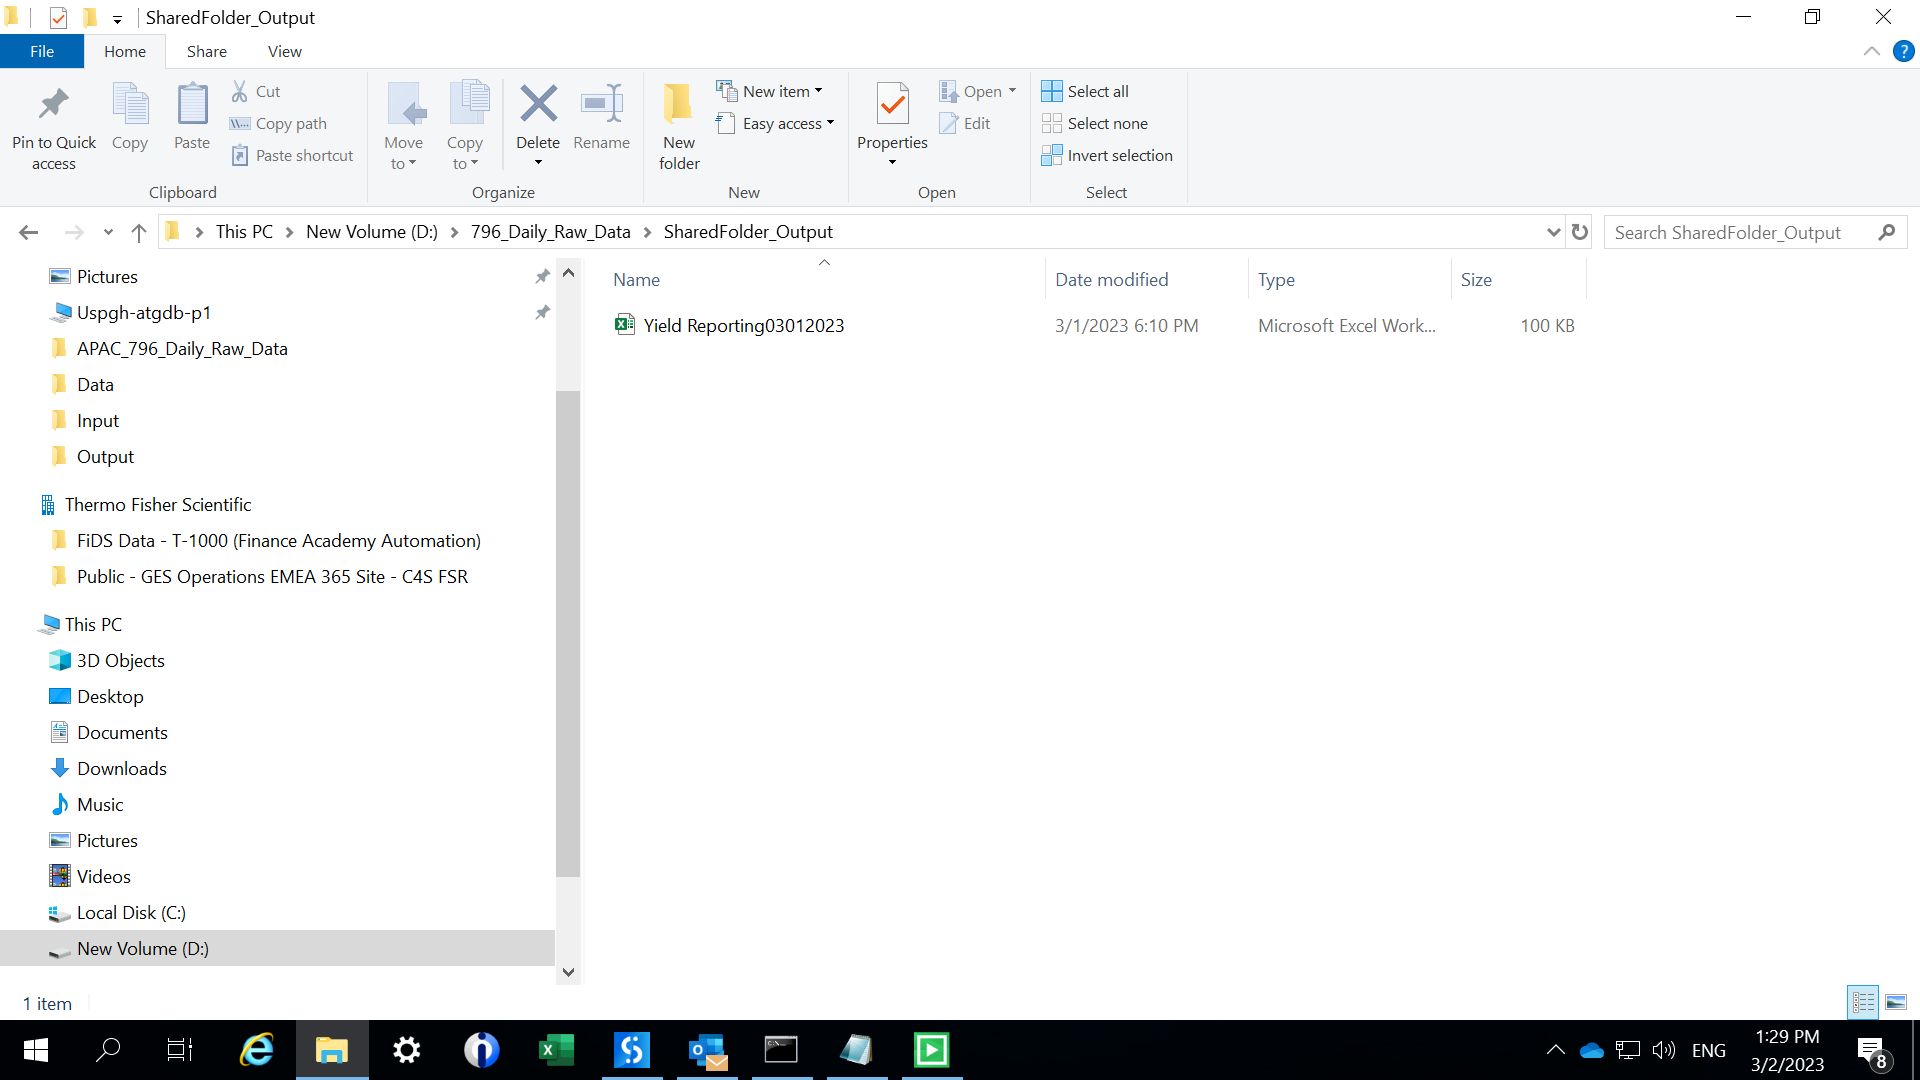 SharedFolder_Output
File
Home
Share
View
Pin to Quick access
Copy
Paste
Cut
Copy path
Paste shortcut
Clipboard
Move to
Copy to
Delete
Rename
Organize
New folder
New item
Easy access
New
Properties
Open
Edit
Open
Select all
Select none
Invert selection
Select
This PC
New Volume (D:)
796_Daily_Raw_Data
SharedFolder_Output
Search SharedFolder_Output
Pictures
Uspgh-atgdb-p1
APAC_796_Daily_Raw_Data
Data
Input
Output
Thermo Fisher Scientific
FiDS Data - T-1000 (Finance Academy Automation)
Public - GES Operations EMEA 365 Site - C4S FSR
This PC
3D Objects
Desktop
Documents
Downloads
Music
Pictures
Videos
Local Disk (C:)
New Volume (D:)
Name
Date modified
Type
Size
Yield Reporting03012023
3/1/2023 6:10 PM
Microsoft Excel Work...
100 KB
1 item
ENG
1:29 PM
3/2/2023
8